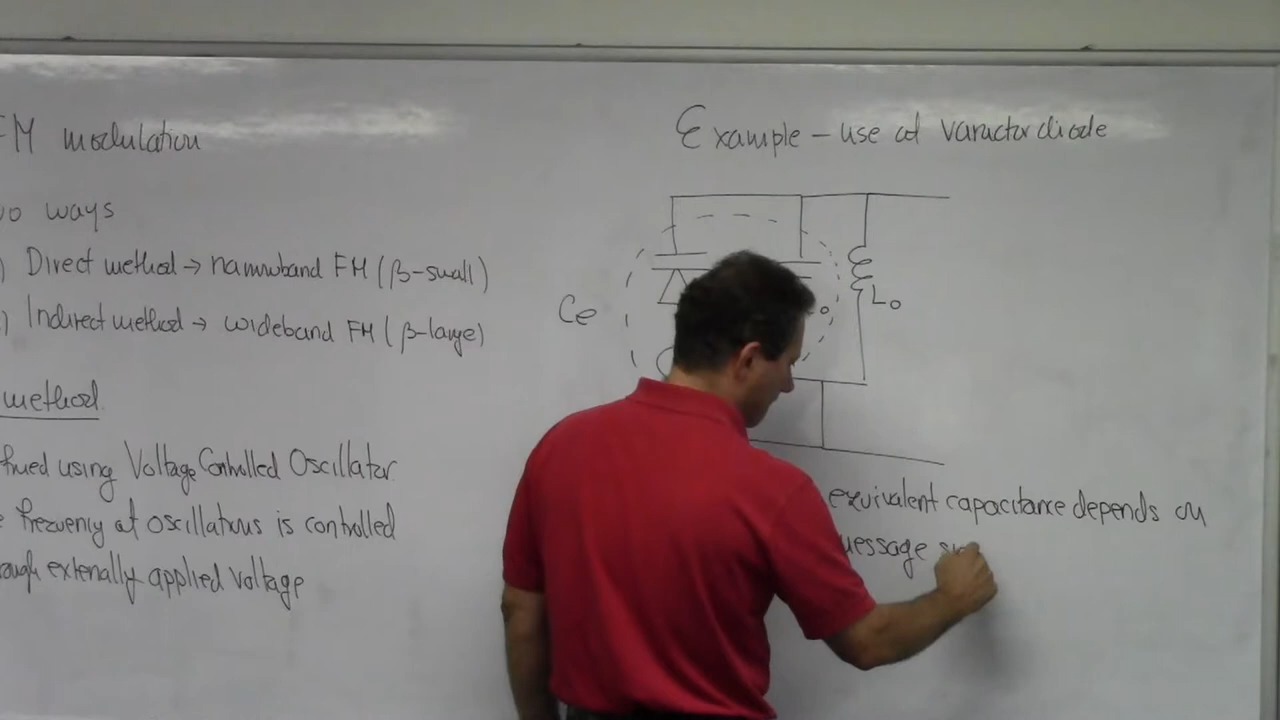 FM modulation
wo ways
) Direct method → narrowband FM (β-small)
) Indirect method → wideband FM (β-large)
method
using Voltage Controlled Oscillator
frequency of oscillations is controlled
externally applied voltage
Example – use of varactor diode
Ce
o
Lo
equivalent capacitance depends on
message